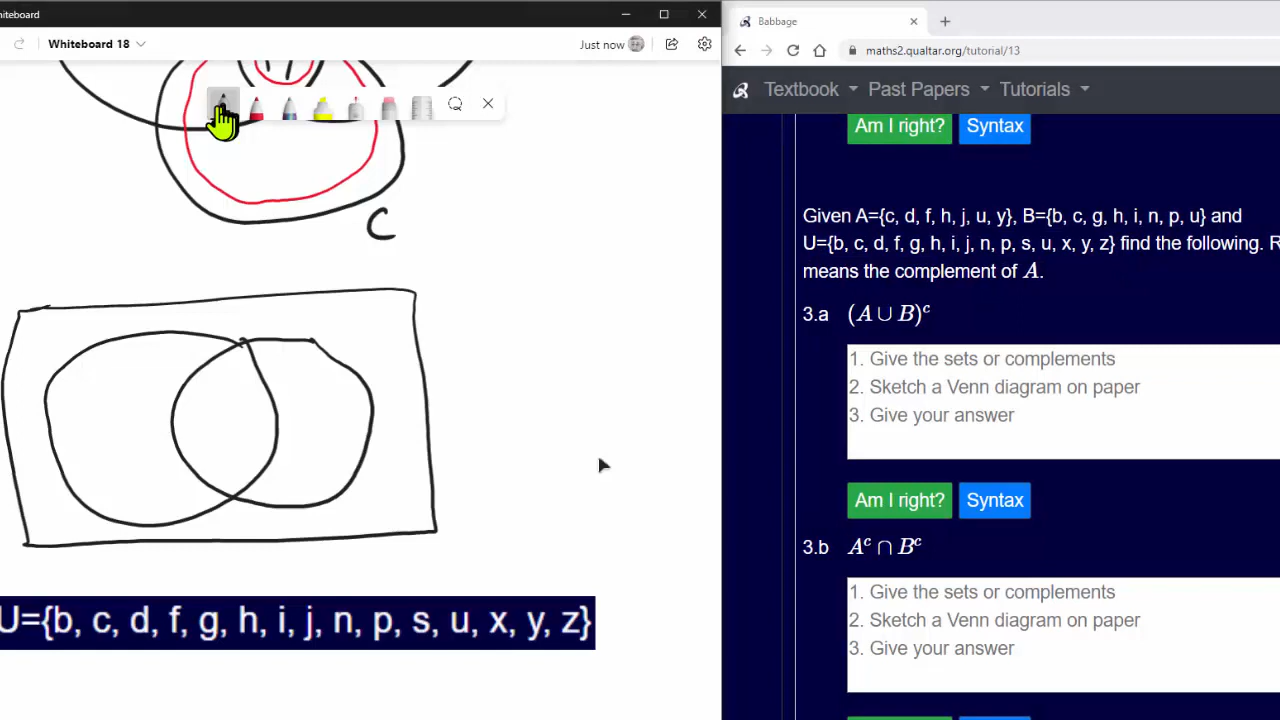 hiteboard
Whiteboard 18
Just now
C
U={b, c, d, f, g, h, i, j, n, p, s, u, x, y, z}
Babbage
maths2.qualtar.org/tutorial/13
Textbook Past Papers Tutorials
Am I right? Syntax
Given A={c, d, f, h, j, u, y}, B={b, c, g, h, i, n, p, u} and
U={b, c, d, f, g, h, i, j, n, p, s, u, x, y, z} find the following. R
means the complement of A.
3.a (A ∪ B)ᶜ
1. Give the sets or complements
2. Sketch a Venn diagram on paper
3. Give your answer
Am I right? Syntax
3.b Aᶜ ∩ Bᶜ
1. Give the sets or complements
2. Sketch a Venn diagram on paper
3. Give your answer